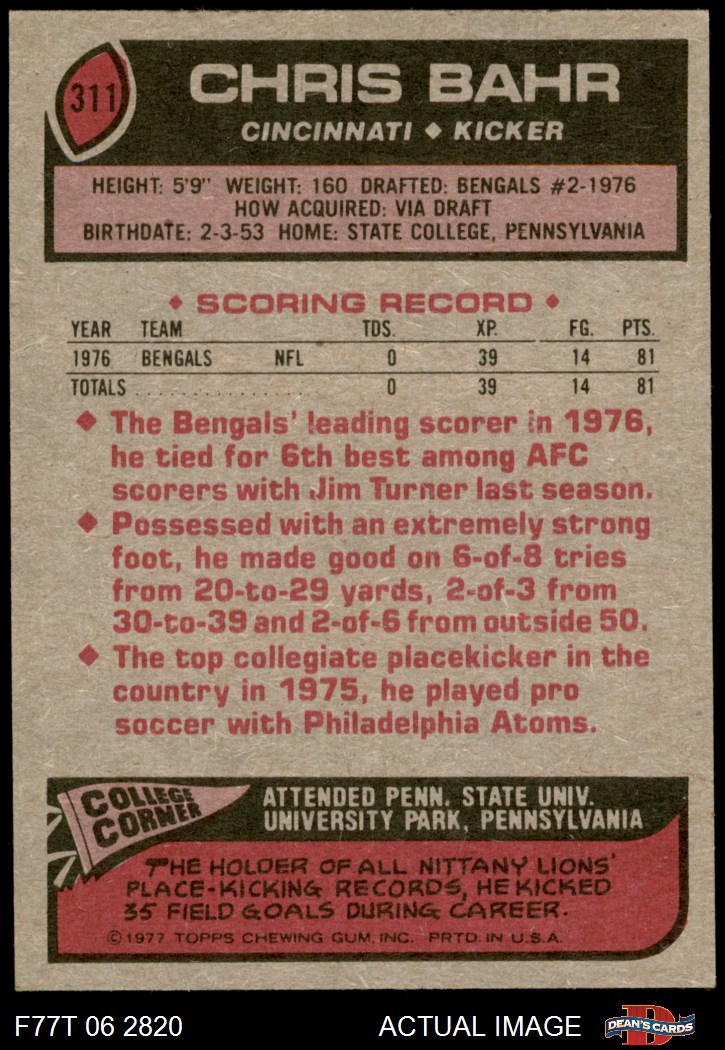 311
CHRIS BAHR
CINCINNATI ♦ KICKER
HEIGHT: 5'9" WEIGHT: 160 DRAFTED: BENGALS #2-1976
HOW ACQUIRED: VIA DRAFT
BIRTHDATE: 2-3-53 HOME: STATE COLLEGE, PENNSYLVANIA
♦ SCORING RECORD ♦
YEAR TEAM TDS. XP. FG. PTS.
1976 BENGALS NFL 0 39 14 81
TOTALS . . . . . . . . . . . . . . . . 0 39 14 81
♦ The Bengals' leading scorer in 1976,
he tied for 6th best among AFC
scorers with Jim Turner last season.
♦ Possessed with an extremely strong
foot, he made good on 6-of-8 tries
from 20-to-29 yards, 2-of-3 from
30-to-39 and 2-of-6 from outside 50.
♦ The top collegiate placekicker in the
country in 1975, he played pro
soccer with Philadelphia Atoms.
COLLEGE
CORNER
ATTENDED PENN. STATE UNIV.
UNIVERSITY PARK, PENNSYLVANIA
THE HOLDER OF ALL NITTANY LIONS'
PLACE-KICKING RECORDS, HE KICKED
35 FIELD GOALS DURING CAREER.
©1977 TOPPS CHEWING GUM, INC. PRTD. IN U.S.A.
F77T 06 2820 ACTUAL IMAGE
D
DEAN'S CARDS